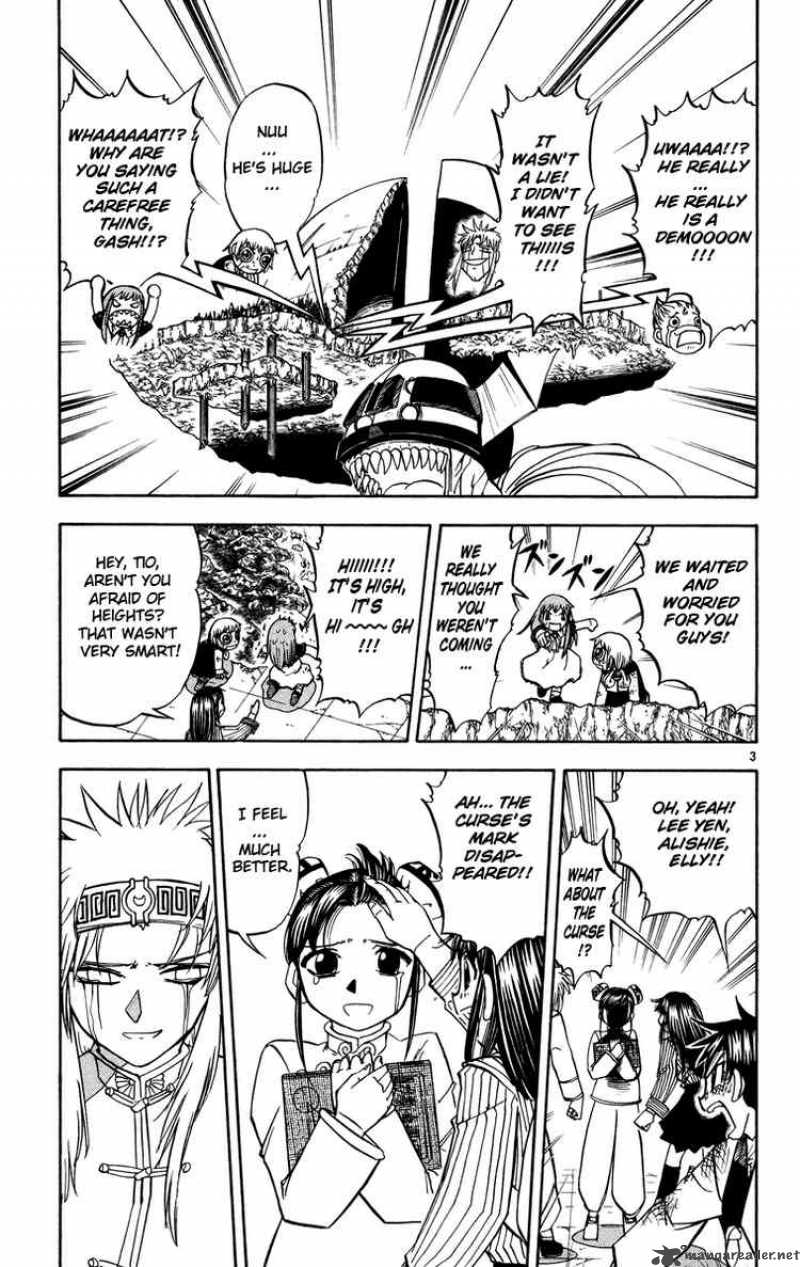 UWAAAA!!?
HE REALLY
...
HE REALLY
IS A
DEMOOOON
!!!
IT
WASN'T
A LIE!
I DIDN'T
WANT
TO SEE
THIIIIS
!!!
NUU
...
HE'S HUGE
...
WHAAAAAAT!?
WHY ARE
YOU SAYING
SUCH A
CAREFREE
THING,
GASH!!?
WE WAITED
AND
WORRIED
FOR YOU
GUYS!
ズンズン
WE
REALLY
THOUGHT
YOU
WEREN'T
COMING
...
HIIIII!!!
IT'S HIGH,
IT'S
HI~~~~GH
!!!
HEY, TIO,
AREN'T YOU
AFRAID OF
HEIGHTS?
THAT WASN'T
VERY SMART!
3
OH, YEAH!
LEE YEN,
ALISHIE,
ELLY!!
WHAT
ABOUT
THE
CURSE
!?
AH... THE
CURSE'S
MARK
DISAP-
PEARED!!
I FEEL
...
MUCH
BETTER.
mangareader.net